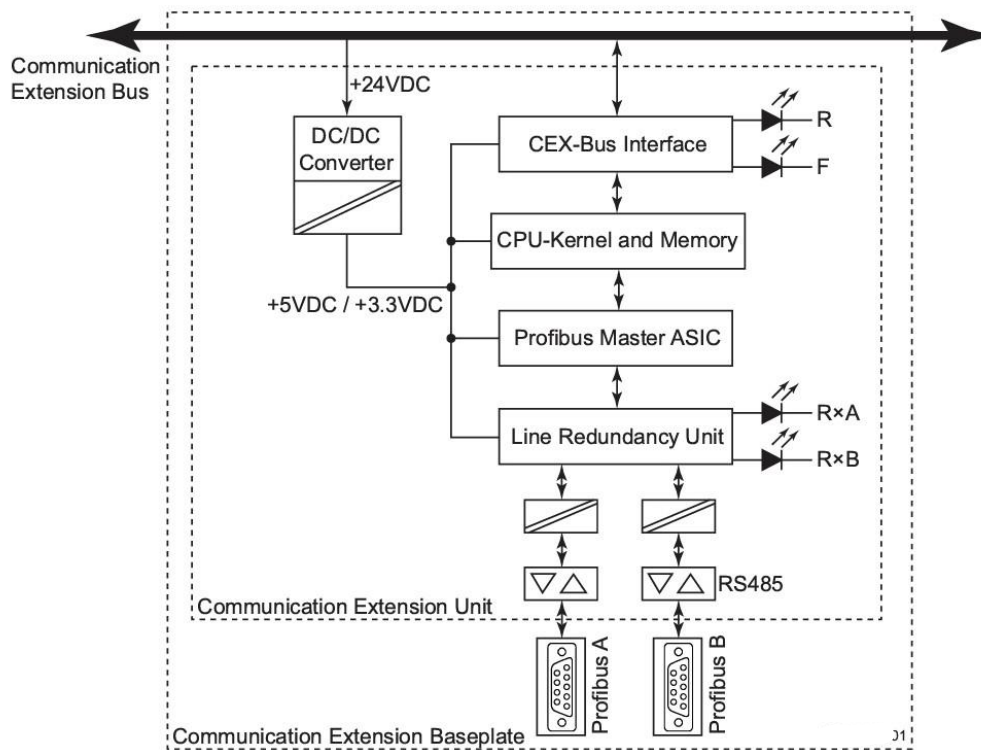 Communication
Extension Bus
+24VDC
DC/DC
Converter
CEX-Bus Interface
R
F
CPU-Kernel and Memory
+5VDC / +3.3VDC
Profibus Master ASIC
Line Redundancy Unit
R×A
R×B
RS485
Communication Extension Unit
Profibus A
Profibus B
Communication Extension Baseplate